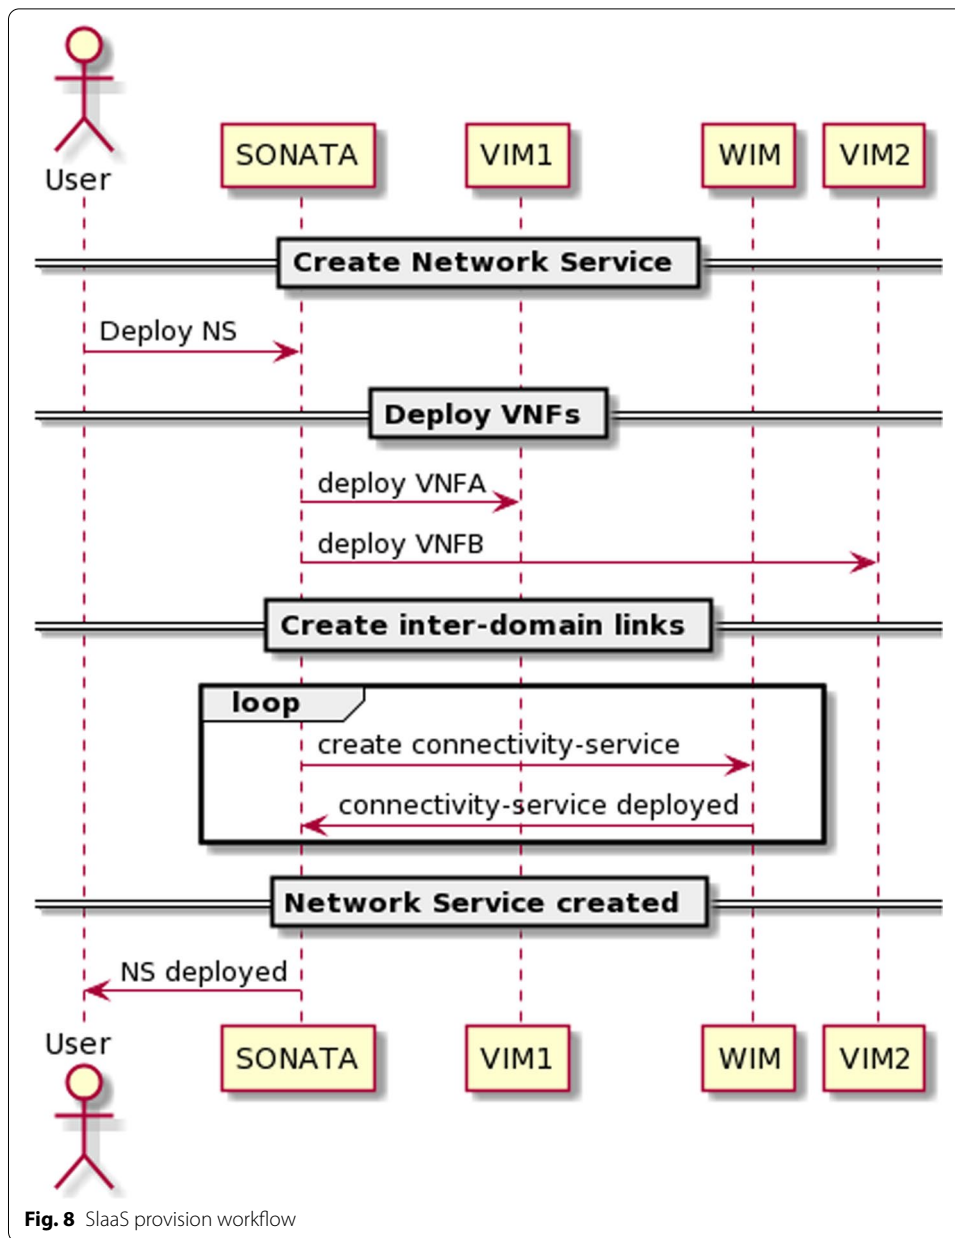 User
SONATA
VIM1
WIM
VIM2
Create Network Service
Deploy NS
Deploy VNFs
deploy VNFA
deploy VNFB
Create inter-domain links
loop
create connectivity-service
connectivity-service deployed
Network Service created
NS deployed
User
SONATA
VIM1
WIM
VIM2
Fig. 8 SlaaS provision workflow